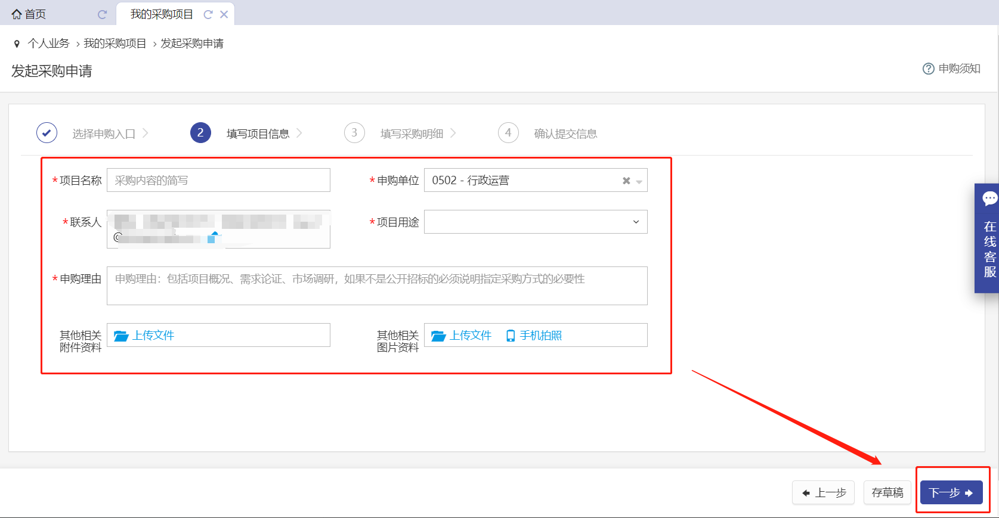 首页
我的采购项目
个人业务 › 我的采购项目 › 发起采购申请
发起采购申请
申购须知
选择申购入口
2 填写项目信息
3 填写采购明细
4 确认提交信息
*项目名称 采购内容的简写
*申购单位 0502 - 行政运营
*联系人
@
*项目用途
*申购理由 申购理由：包括项目概况、需求论证、市场调研，如果不是公开招标的必须说明指定采购方式的必要性
其他相关
附件资料
上传文件
其他相关
图片资料
上传文件 手机拍照
在线客服
上一步
存草稿
下一步